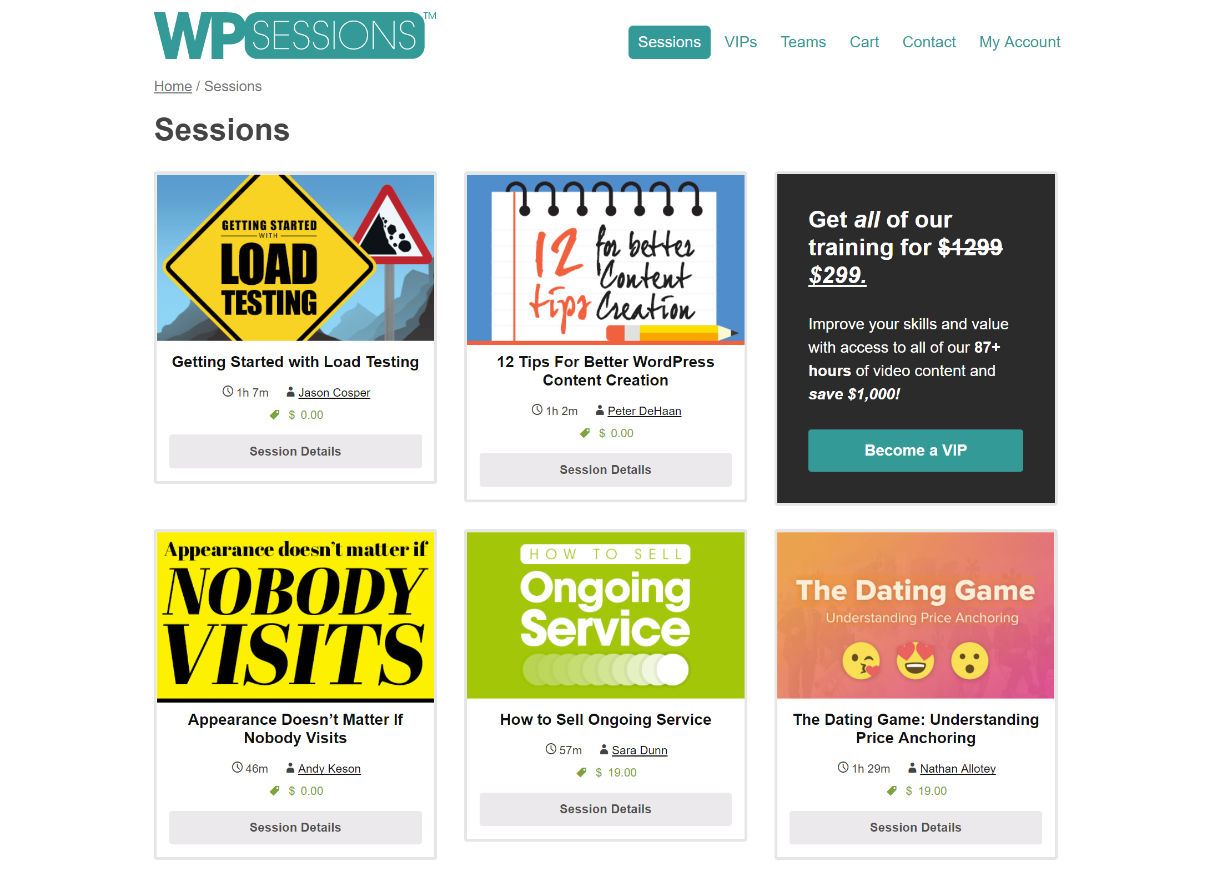 WPSESSIONS™
Sessions VIPs Teams Cart Contact My Account
Home / Sessions
Sessions
GETTING STARTED
WITH
LOAD
TESTING
Getting Started with Load Testing
1h 7m Jason Cosper
$ 0.00
Session Details
12 for better
tips Content
Creation
12 Tips For Better WordPress
Content Creation
1h 2m Peter DeHaan
$ 0.00
Session Details
Get all of our
training for $1299
$299.
Improve your skills and value
with access to all of our 87+
hours of video content and
save $1,000!
Become a VIP
Appearance doesn't matter if
NOBODY
VISITS
Appearance Doesn’t Matter If
Nobody Visits
46m Andy Keson
$ 0.00
Session Details
HOW TO SELL
Ongoing
Service
How to Sell Ongoing Service
57m Sara Dunn
$ 19.00
Session Details
The Dating Game
Understanding Price Anchoring
The Dating Game: Understanding
Price Anchoring
1h 29m Nathan Allotey
$ 19.00
Session Details